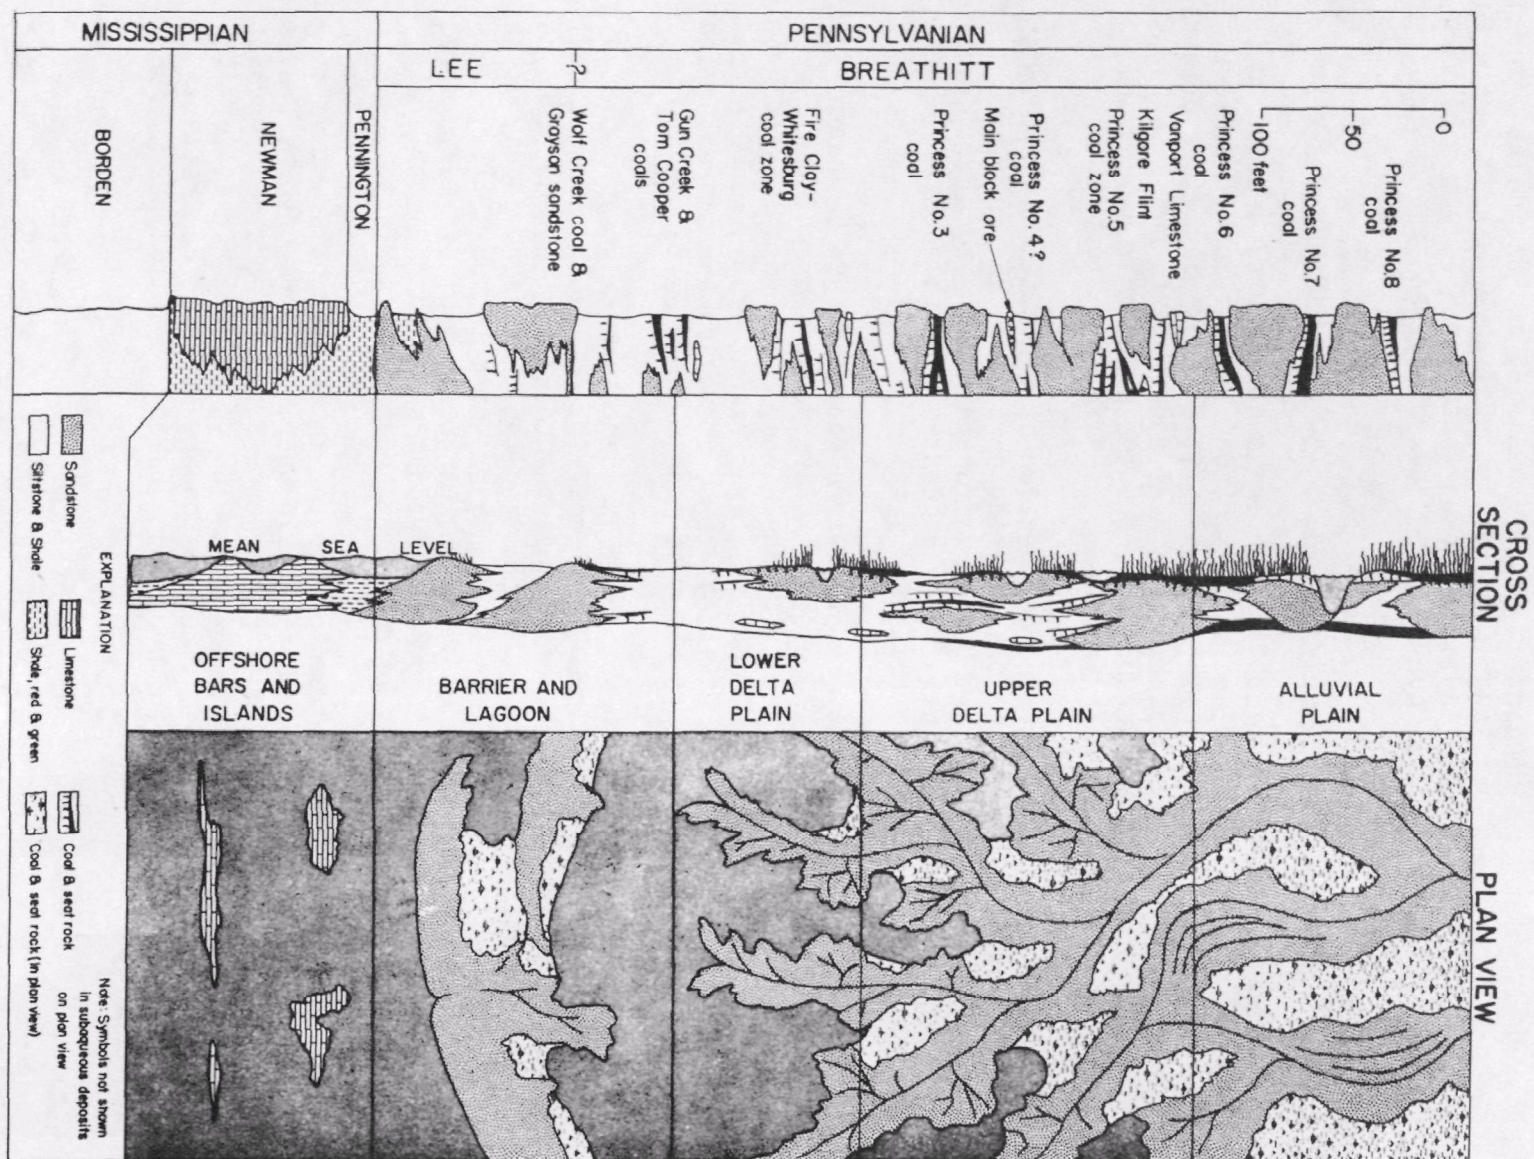 MISSISSIPPIAN
PENNSYLVANIAN
LEE
?
BREATHITT
BORDEN
NEWMAN
PENNINGTON
Wolf Creek coal &
Grayson sandstone
Gun Creek &
Tom Cooper
coals
Fire Clay-
Whitesburg
coal zone
Princess No.3
coal
Main block ore
Princess No. 4?
coal
Princess No.5
coal zone
Kilgore Flint
Vanport Limestone
Princess No. 6
coal
Princess No.7
coal
Princess No.8
coal
0
50
100 feet
CROSS
SECTION
MEAN SEA LEVEL
OFFSHORE
BARS AND
ISLANDS
BARRIER AND
LAGOON
LOWER
DELTA
PLAIN
UPPER
DELTA PLAIN
ALLUVIAL
PLAIN
PLAN VIEW
EXPLANATION
Sandstone
Limestone
Coal & seat rock
Siltstone & Shale
Shale, red & green
Coal & seat rock (in plan view)
Note: Symbols not shown
in subaqueous deposits
on plan view